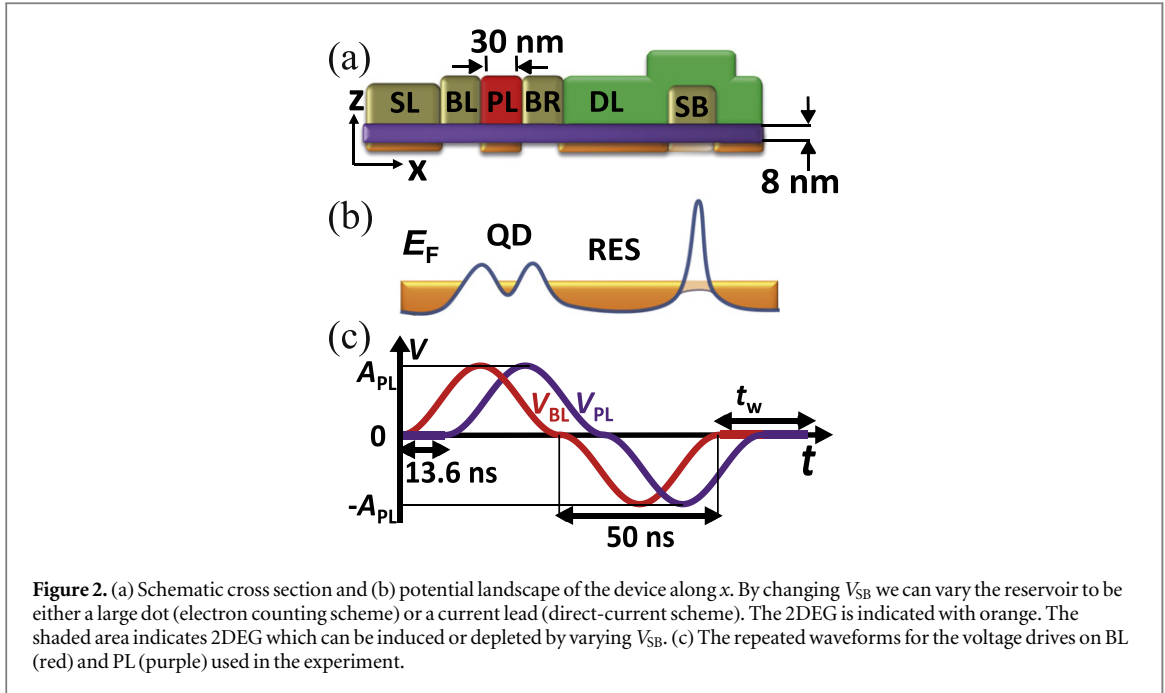 (a)
30 nm
z
SL BL PL BR DL SB
x
8 nm
(b)
E_F QD RES
(c)
V
A_PL
V_BL V_PL
t_w
0
t
13.6 ns
-A_PL
50 ns
Figure 2. (a) Schematic cross section and (b) potential landscape of the device along x. By changing V_SB we can vary the reservoir to be
either a large dot (electron counting scheme) or a current lead (direct-current scheme). The 2DEG is indicated with orange. The
shaded area indicates 2DEG which can be induced or depleted by varying V_SB. (c) The repeated waveforms for the voltage drives on BL
(red) and PL (purple) used in the experiment.